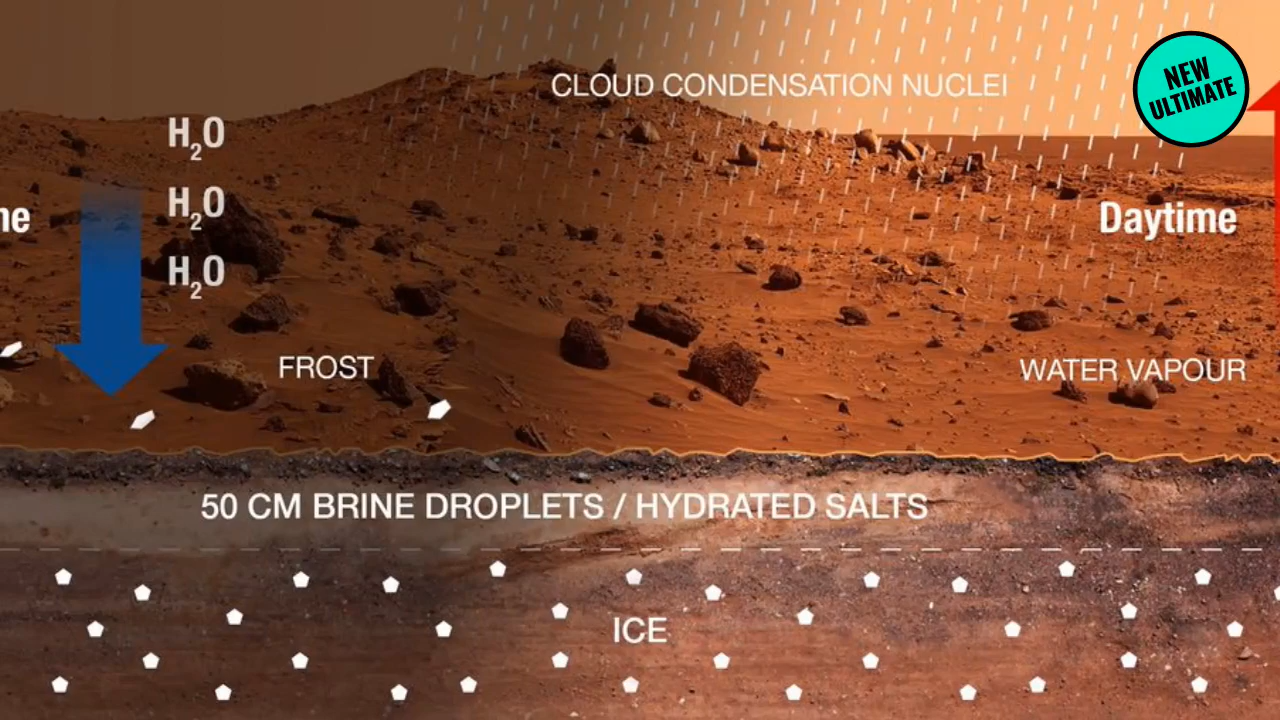 CLOUD CONDENSATION NUCLEI
NEW
ULTIMATE
H₂O
H₂O
ne
Daytime
H₂O
FROST
WATER VAPOUR
50 CM BRINE DROPLETS / HYDRATED SALTS
ICE